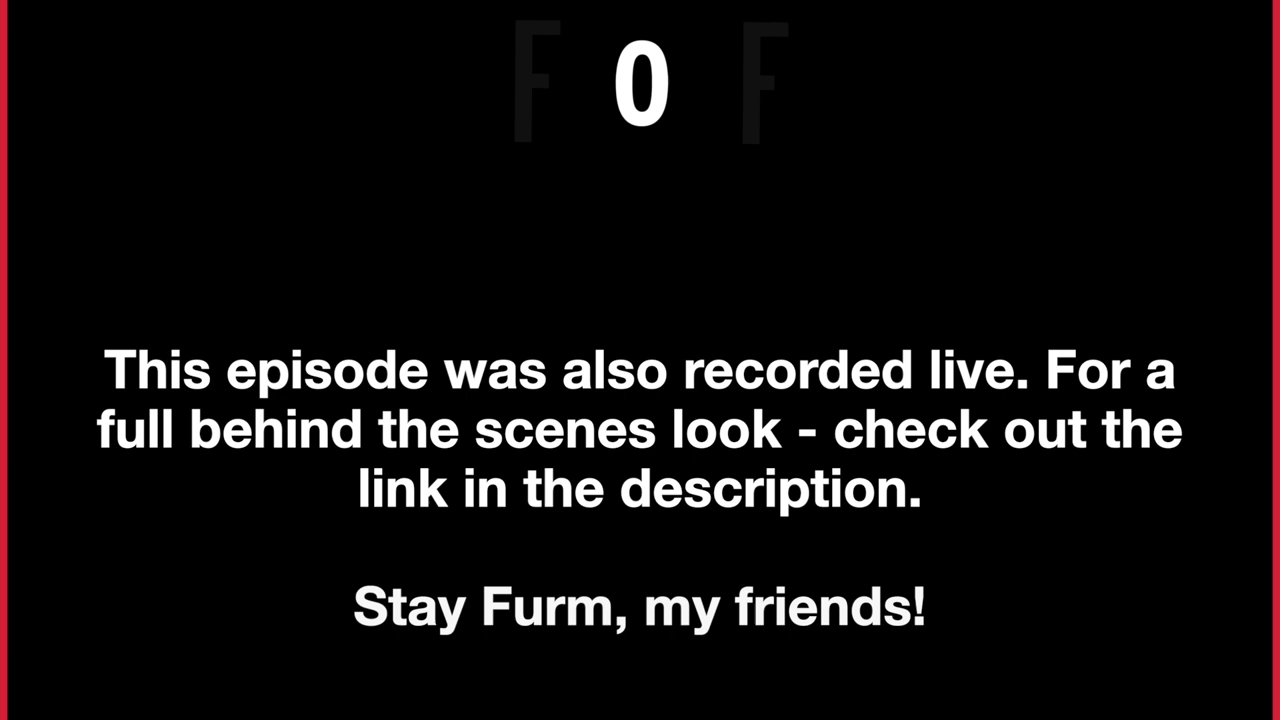 F 0 F
This episode was also recorded live. For a
full behind the scenes look - check out the
link in the description.
Stay Furm, my friends!